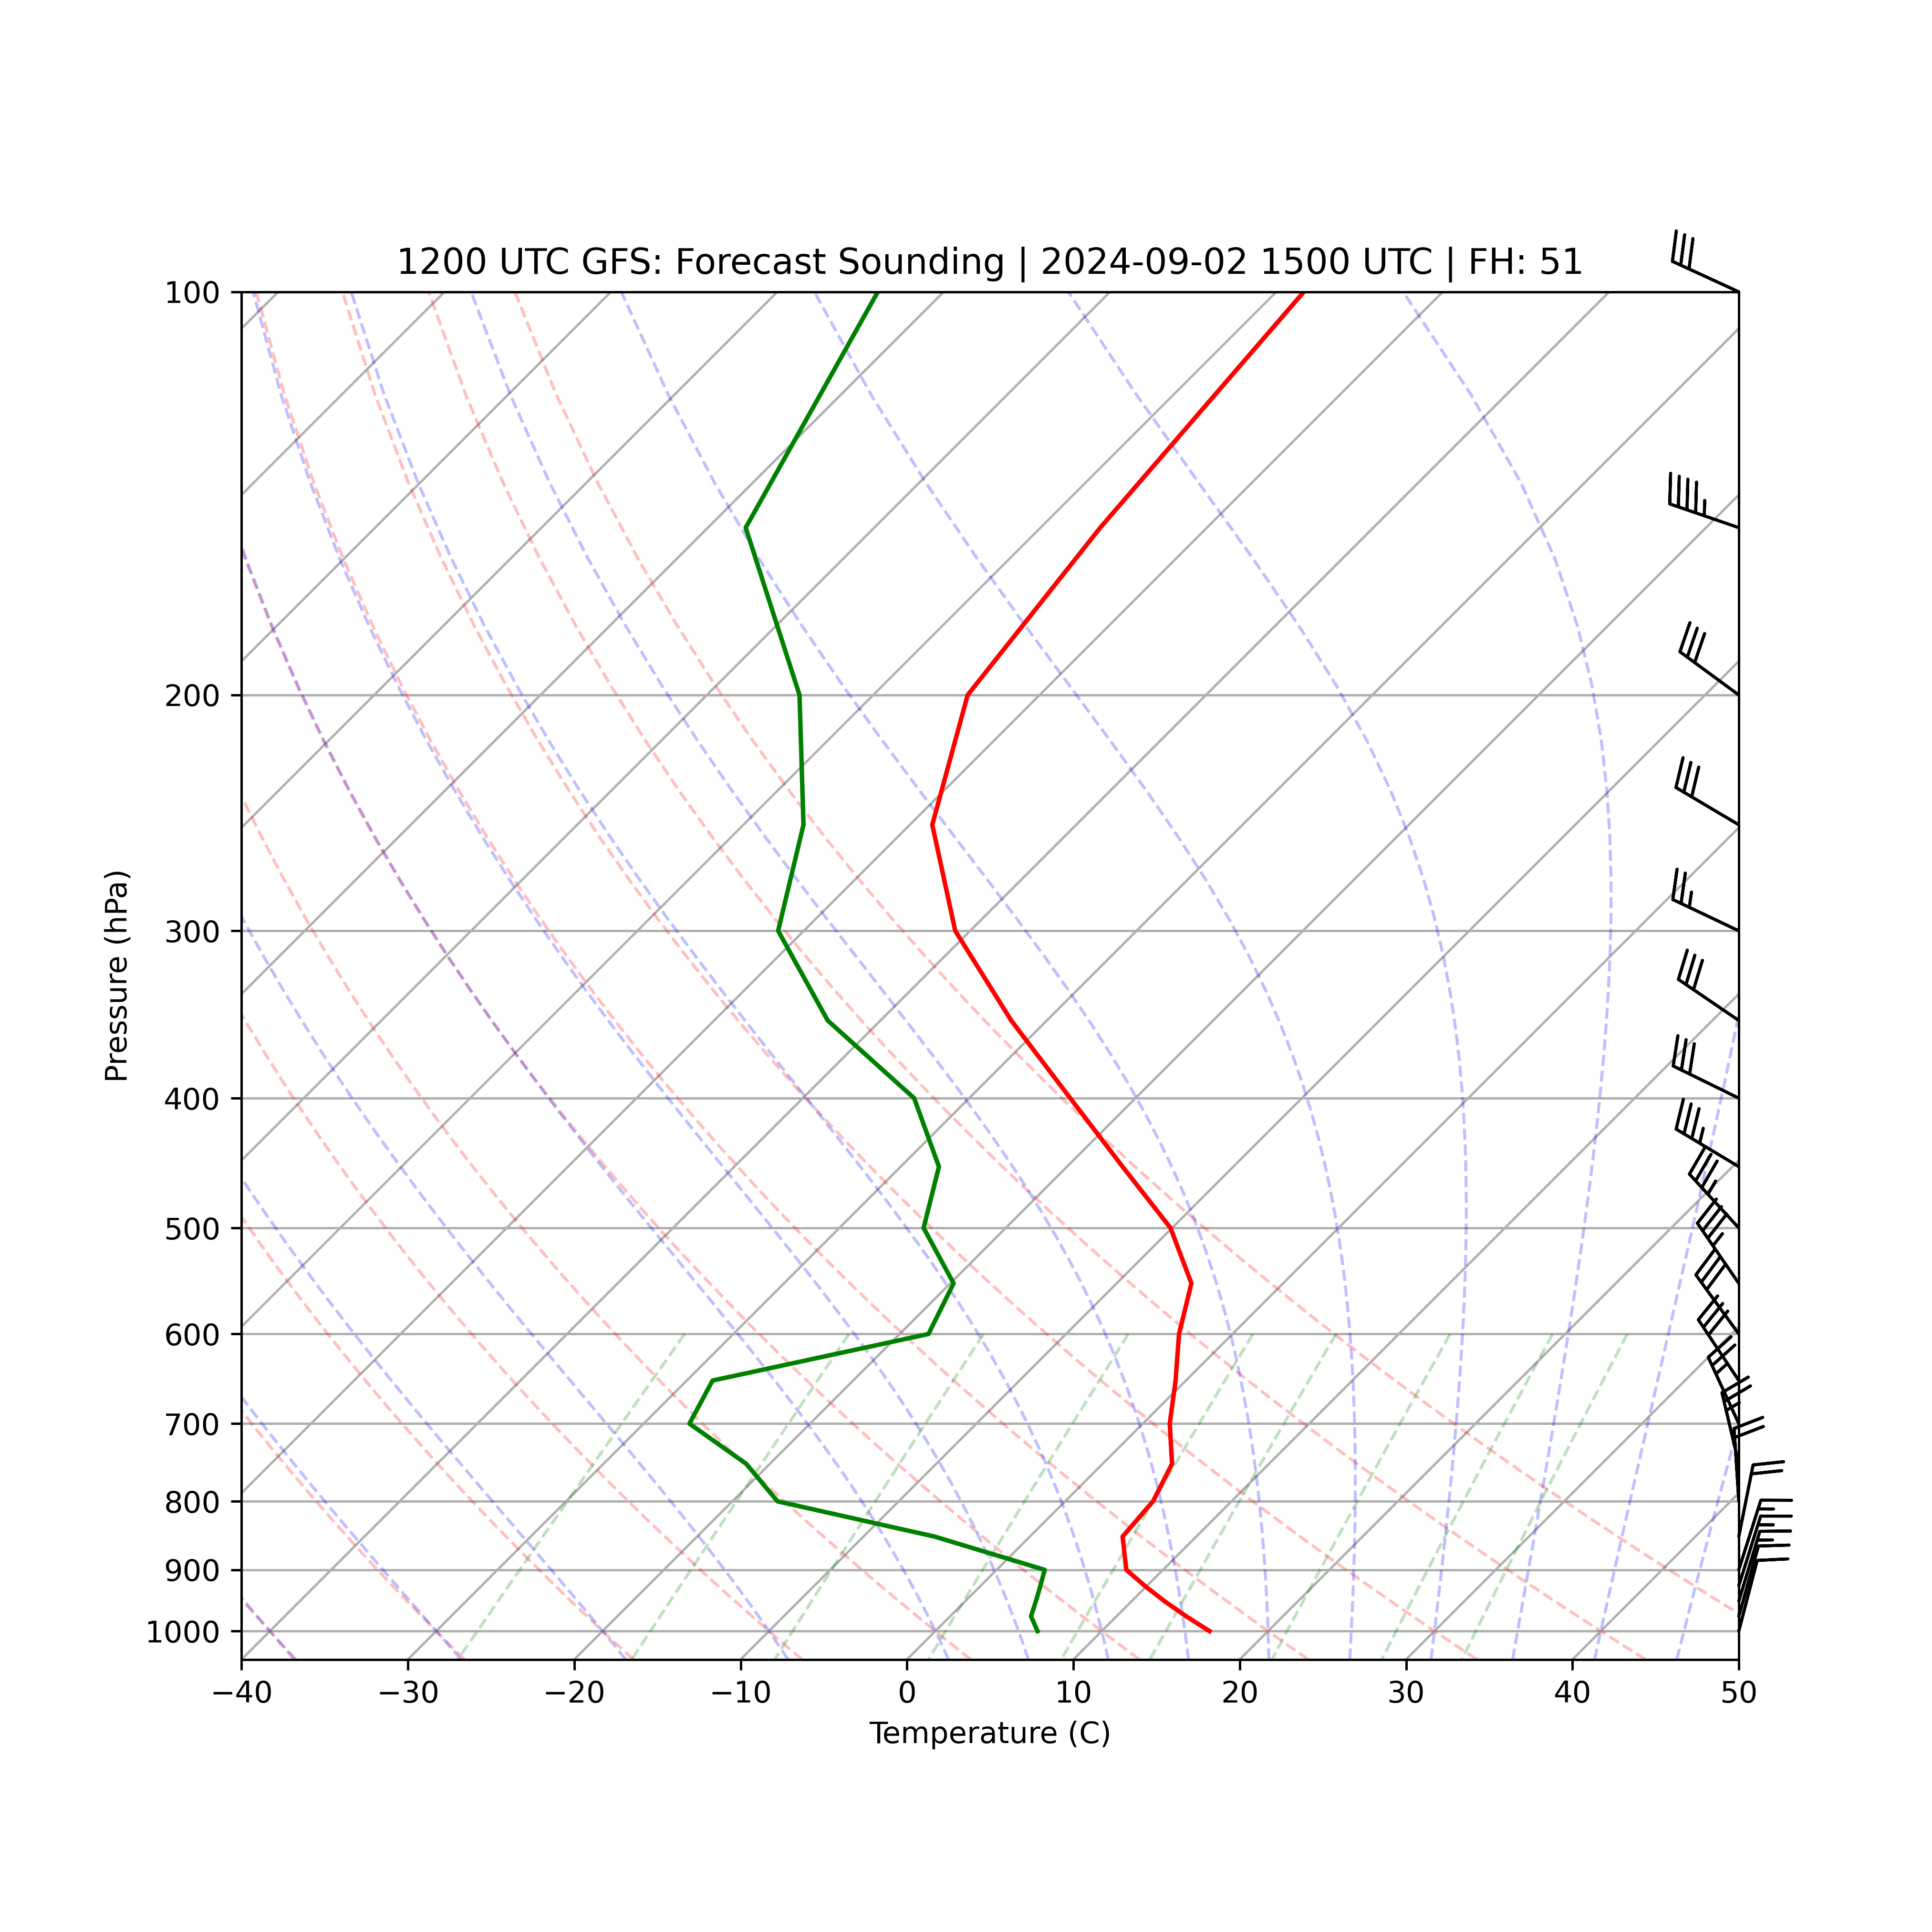 1200 UTC GFS: Forecast Sounding | 2024-09-02 1500 UTC | FH: 51
100
200
300
400
500
600
700
800
900
1000
Pressure (hPa)
−40 −30 −20 −10 0 10 20 30 40 50
Temperature (C)